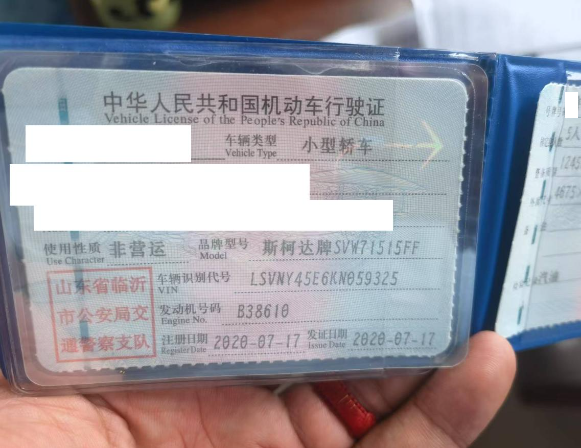 中华人民共和国机动车行驶证
Vehicle License of the People's Republic of China
车辆类型 小型轿车
Vehicle Type
使用性质 非营运 品牌型号 斯柯达牌SVW71515FF
Use Character Model
山东省临沂
市公安局交
通警察支队
车辆识别代号 LSVNY45E6KN059325
VIN
发动机号码 B38610
Engine No.
注册日期 2020-07-17 发证日期 2020-07-17
Register Date Issue Date
5人
汽油